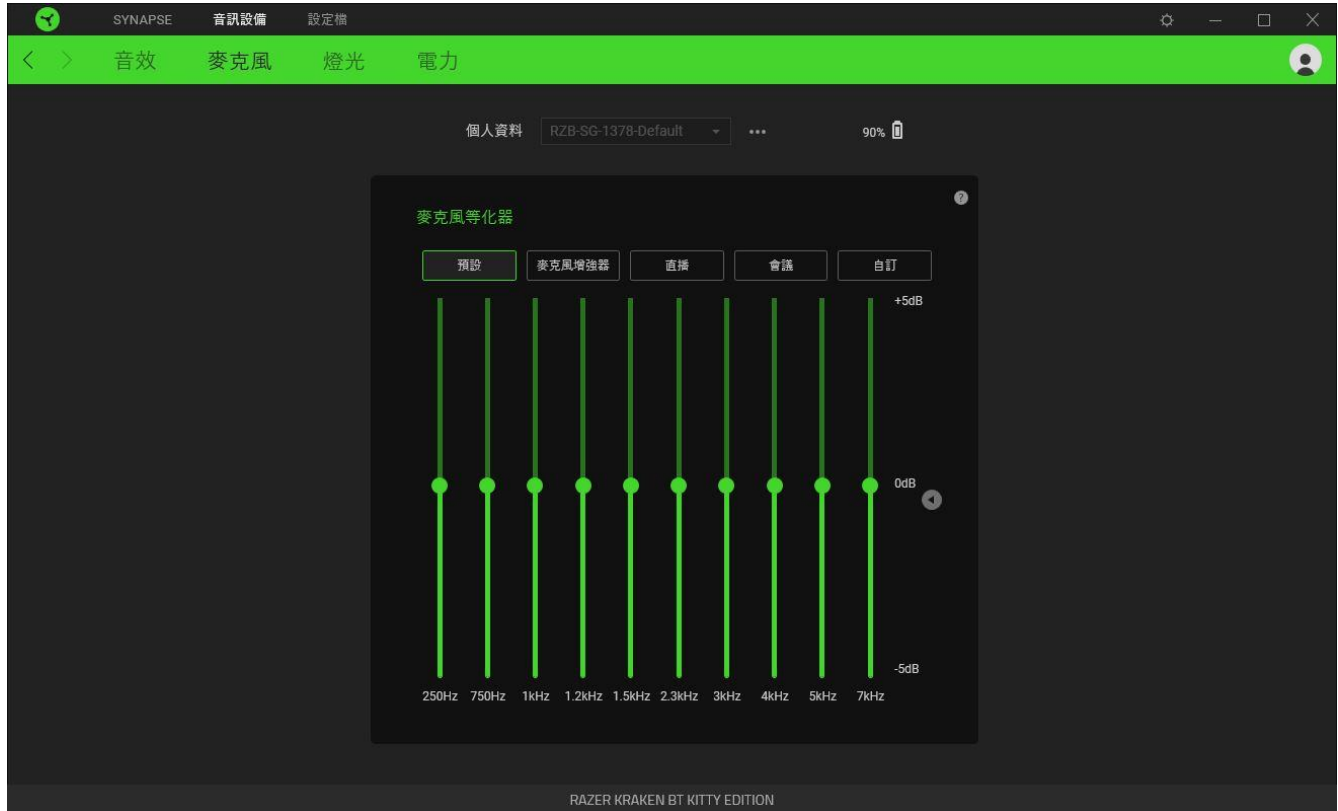 SYNAPSE 音訊設備 設定檔
音效 麥克風 燈光 電力
個人資料 RZB-SG-1378-Default ••• 90%
?
麥克風等化器
預設 麥克風增強器 直播 會議 自訂
+5dB
0dB
-5dB
250Hz 750Hz 1kHz 1.2kHz 1.5kHz 2.3kHz 3kHz 4kHz 5kHz 7kHz
RAZER KRAKEN BT KITTY EDITION